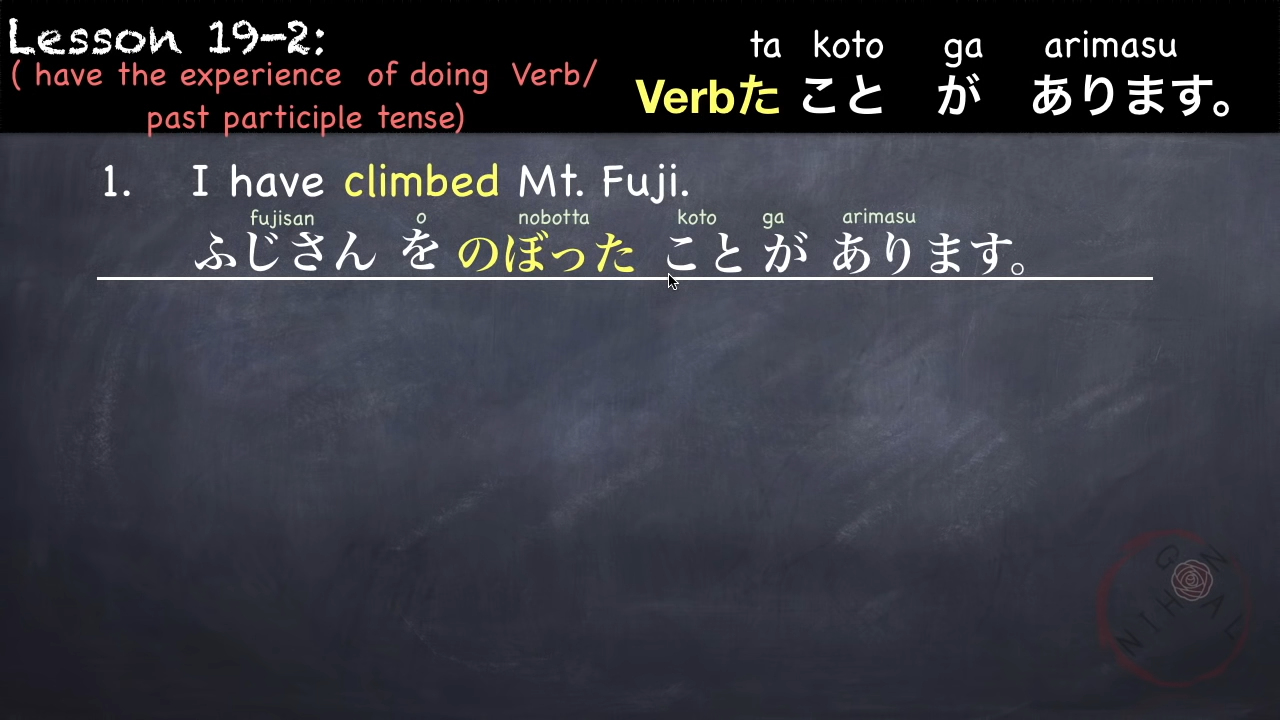 Lesson 19-2:
( have the experience of doing Verb/
past participle tense)
ta koto ga arimasu
Verbた こと が あります。
1. I have climbed Mt. Fuji.
fujisan o nobotta koto ga arimasu
ふじさん を のぼった こと が あります。
NIHON GAL